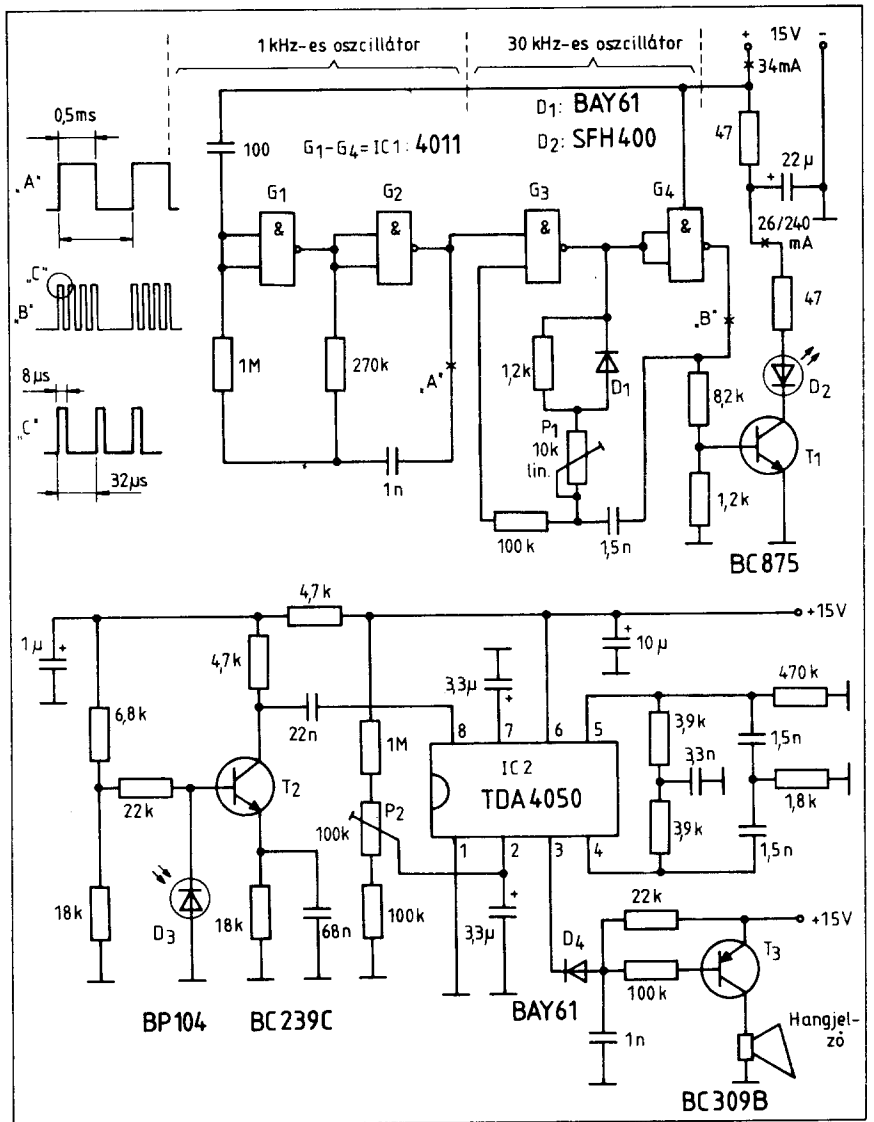 1kHz-es oszcillátor
30 kHz-es oszcillátor
+ 15V -
34mA
D1: BAY61
D2: SFH400
G1-G4=IC1: 4011
100
47
22µ
+
26/240
mA
47
0,5ms
„A"
„C"
„B"
8µs
„C"
32µs
G1
&
G2
&
G3
&
G4
&
1M
270k
„A"
1n
1,2k
D1
P1
10k
lin.
100k
1,5n
„B"
8,2k
1,2k
D2
T1
BC875
4,7k
+15V
1µ
+
4,7k
10µ
+
3,3µ
+
470k
6,8k
22n
1M
8
7
6
5
3,9k
1,5n
3,3n
IC2
TDA4050
22k
T2
P2
100k
1,8k
3,9k
1
2
3
4
1,5n
18k
D3
18k
68n
100k
3,3µ
+
22k
+15V
D4
T3
100k
BAY61
1n
Hangjel-
ző
BP104
BC239C
BC309B